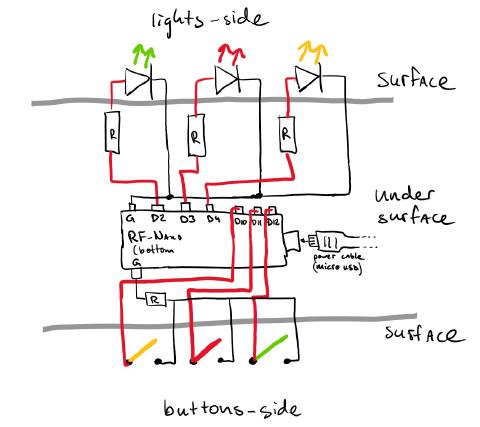 lights-side
surface
R
R
R
under
surface
G D2 D3 D4 D10 D11 D12
RF-Nano
(bottom
G
power cable
(micro usb)
R
surface
buttons-side